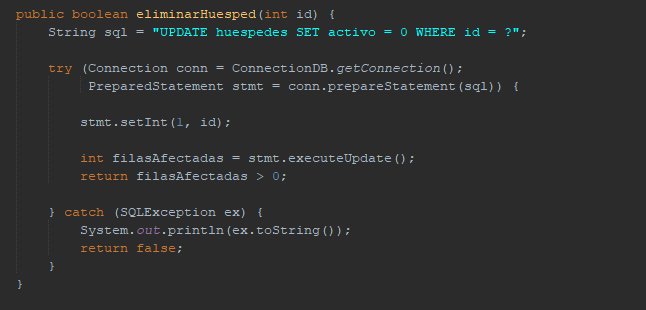 public boolean eliminarHuesped(int id) {
    String sql = "UPDATE huespedes SET activo = 0 WHERE id = ?";
    try (Connection conn = ConnectionDB.getConnection();
         PreparedStatement stmt = conn.prepareStatement(sql)) {
        stmt.setInt(1, id);
        int filasAfectadas = stmt.executeUpdate();
        return filasAfectadas > 0;
    } catch (SQLException ex) {
        System.out.println(ex.toString());
        return false;
    }
}